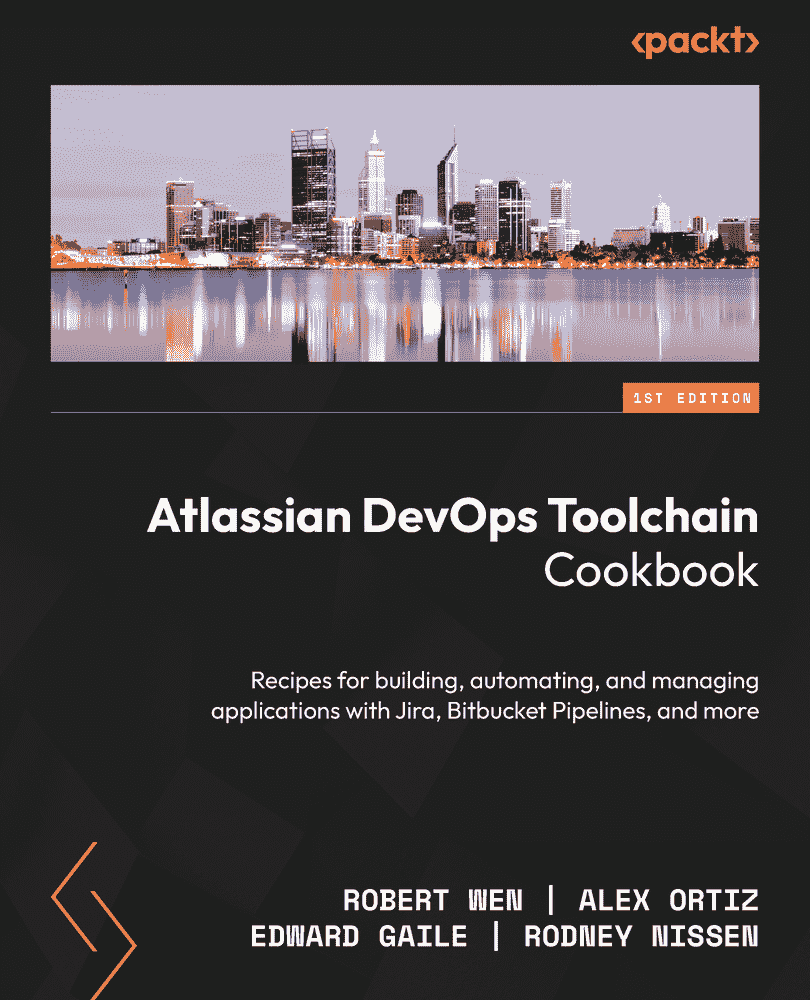 <packt>
1ST EDITION
Atlassian DevOps Toolchain
Cookbook
Recipes for building, automating, and managing
applications with Jira, Bitbucket Pipelines, and more
ROBERT WEN | ALEX ORTIZ
EDWARD GAILE | RODNEY NISSEN